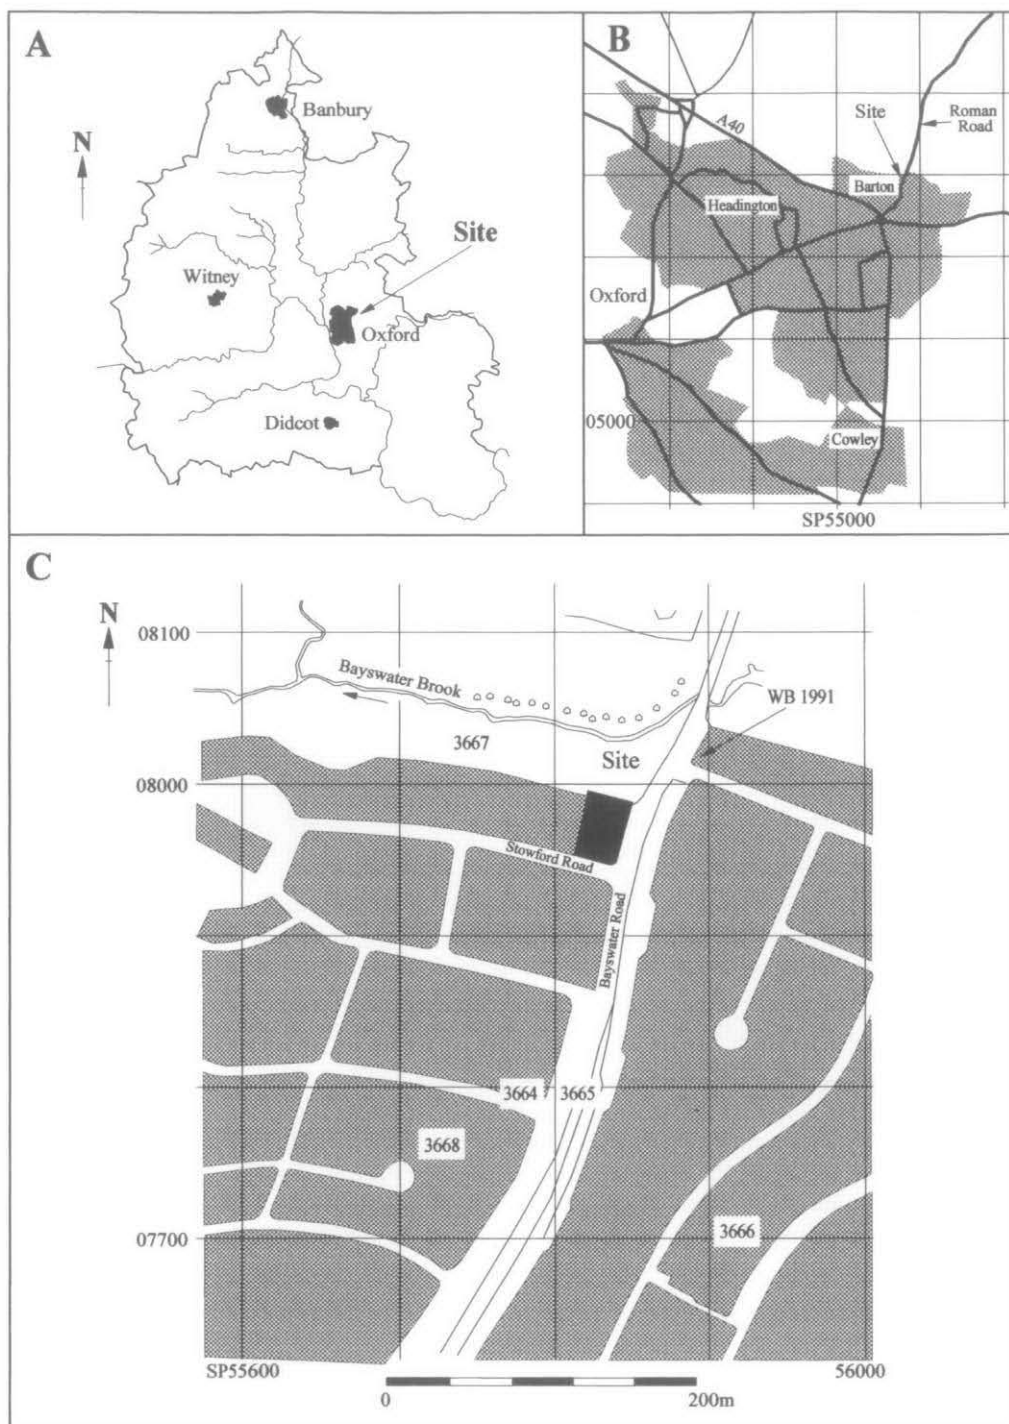 A
N
Banbury
Site
Witney
Oxford
Didcot
B
A40
Site
Roman
Road
Barton
Headington
Oxford
05000
Cowley
SP55000
C
N
08100
Bayswater Brook
WB 1991
3667
Site
08000
Stowford Road
Bayswater Road
3664
3665
3668
07700
3666
SP55600
56000
0
200m